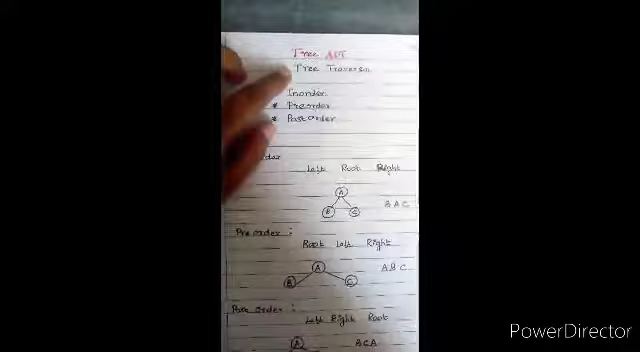 Tree ADT
Tree Traversal
Inorder
* Preorder
* Postorder
Left Root Right
A
B C
B A C
Preorder :
Root Left Right
A
B C
A B C
Post order :
Left Right Root
A
BCA
PowerDirector